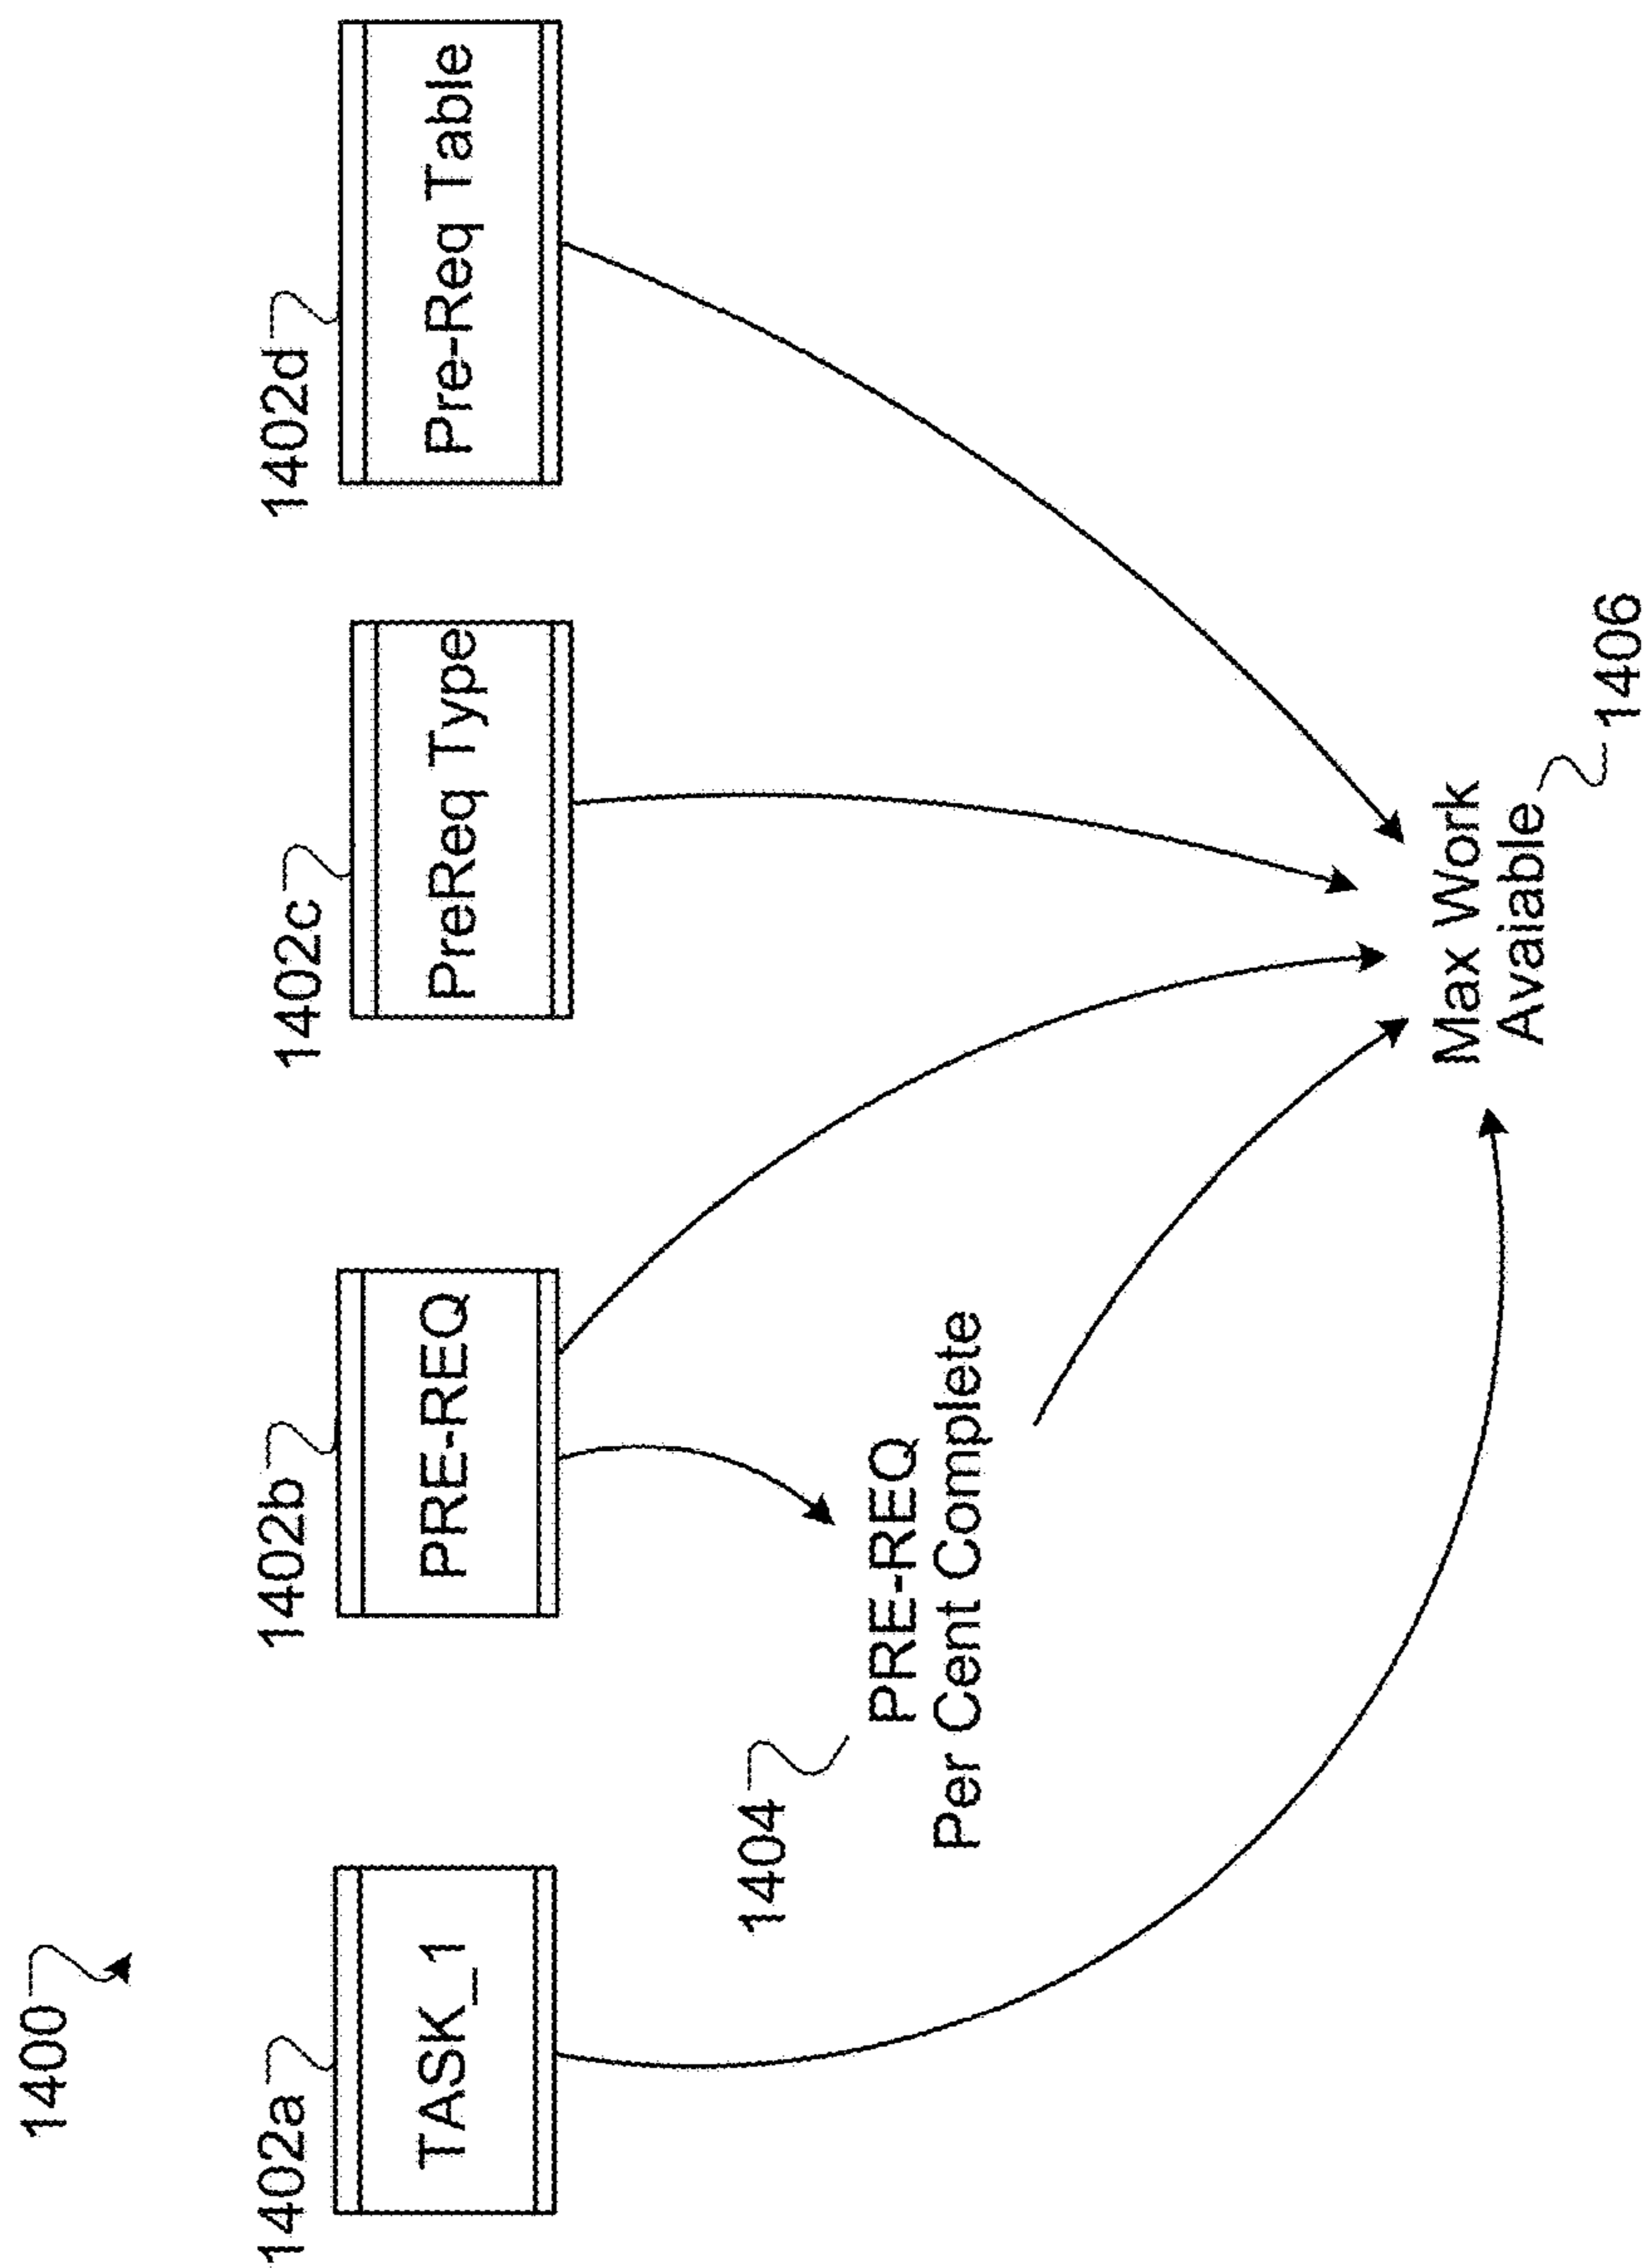 1400
1402a
1402b
1402c
1402d
TASK_1
PRE-REQ
PreReq Type
Pre-Req Table
1404
PRE-REQ
Per Cent Complete
Max Work
Avaiable
1406